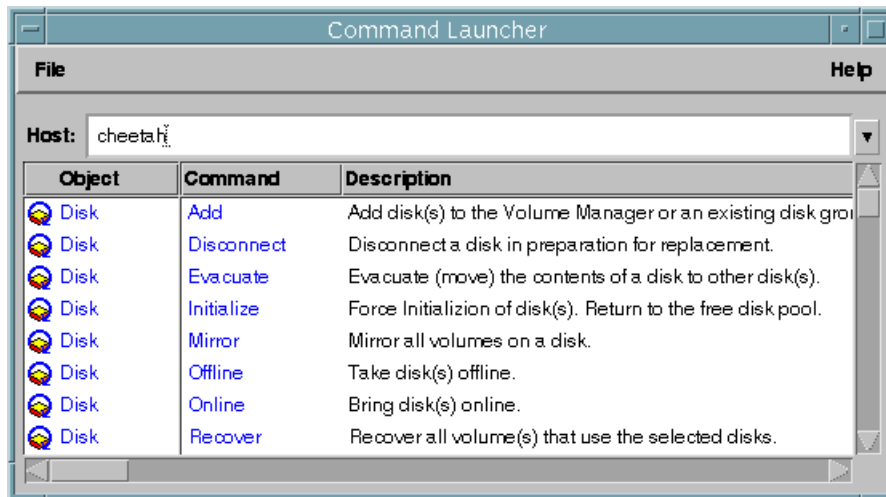 Command Launcher
File Help
Host: cheetah
Object Command Description
Disk Add Add disk(s) to the Volume Manager or an existing disk
Disk Disconnect Disconnect a disk in preparation for replacement.
Disk Evacuate Evacuate (move) the contents of a disk to other disk(s).
Disk Initialize Force Initializion of disk(s). Return to the free disk pool.
Disk Mirror Mirror all volumes on a disk.
Disk Offline Take disk(s) offline.
Disk Online Bring disk(s) online.
Disk Recover Recover all volume(s) that use the selected disks.